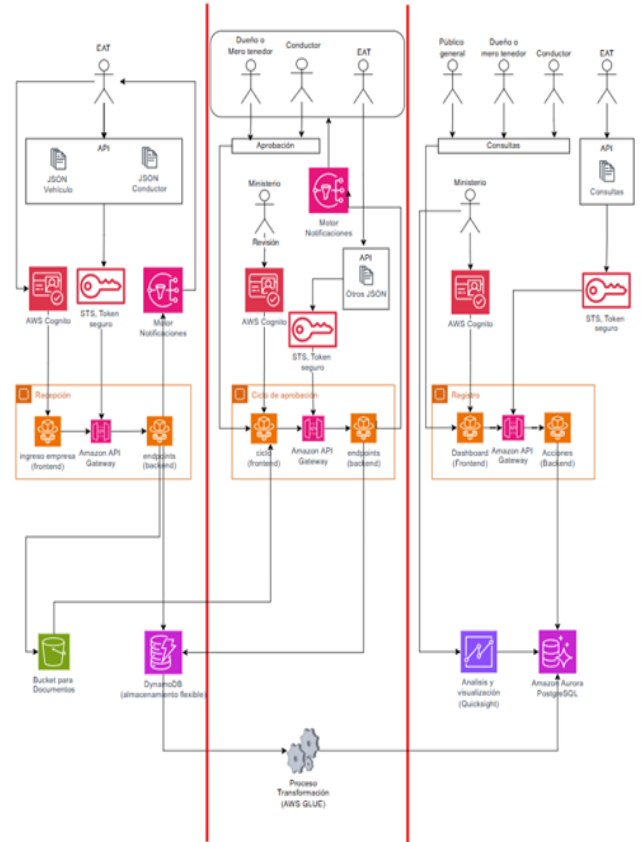 EAT
API
JSON
Vehículo
JSON
Conductor
AWS Cognito
STS, Token
seguro
Motor
Notificaciones
Recepción
ingreso empresa
(frontend)
Amazon API
Gateway
endpoints
(backend)
Bucket para
Documentos
DynamoDB
(almacenamiento flexible)
Dueño o
Mero tenedor
Conductor
EAT
Aprobación
Ministerio
Revisión
Motor
Notificaciones
API
Otros JSON
AWS Cognito
STS, Token
seguro
Ciclo de aprobación
ciclo
(frontend)
Amazon API
Gateway
endpoints
(backend)
Proceso
Transformación
(AWS GLUE)
Público
general
Dueño o
mero tenedor
Conductor
EAT
Consultas
API
Consultas
Ministerio
AWS Cognito
STS, Token
seguro
Registro
Dashboard
(Frontend)
Amazon API
Gateway
Acciones
(Backend)
Analisis y
visualización
(Quicksight)
Amazon Aurora
PostgreSQL